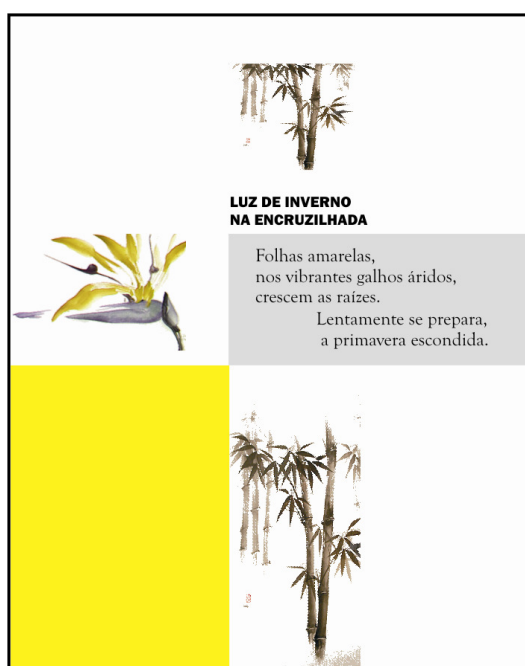 LUZ DE INVERNO
NA ENCRUZILHADA
Folhas amarelas,
nos vibrantes galhos áridos,
crescem as raízes.
Lentamente se prepara,
a primavera escondida.